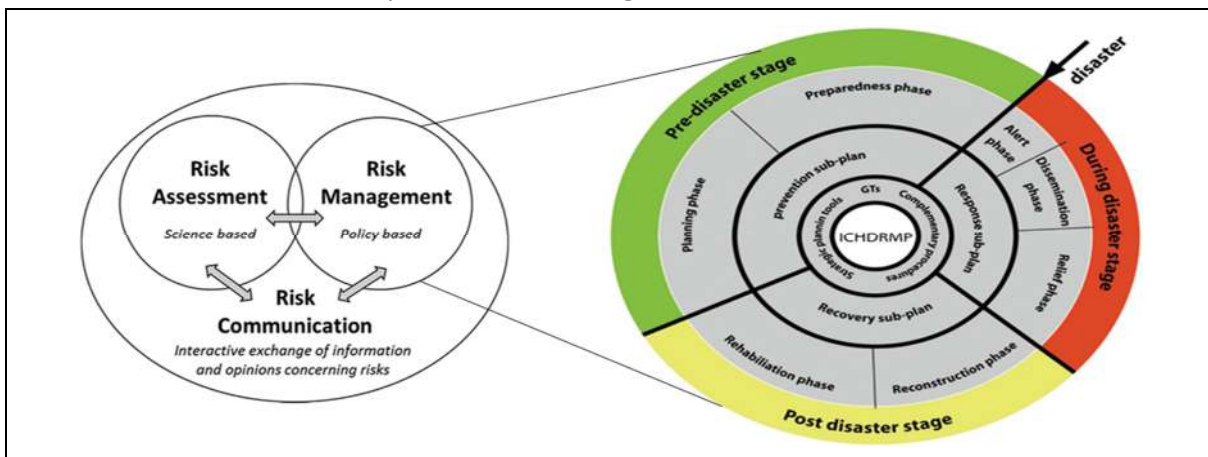 Risk
Assessment
Science based
Risk
Management
Policy based
Risk
Communication
Interactive exchange of information
and opinions concerning risks
disaster
Pre-disaster stage
Planning phase
Preparedness phase
prevention sub-plan
During disaster stage
Alert
phase
Dissemination
phase
Relief phase
Response sub-plan
Post disaster stage
Reconstruction phase
Rehabiliation phase
Recovery sub-plan
GTs
Complementary procedures
Strategic plannin tools
ICHDRMP